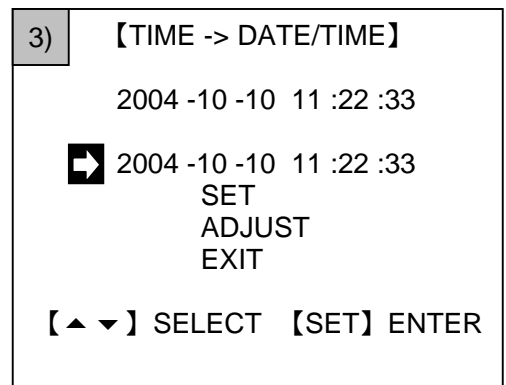 3) 【TIME -> DATE/TIME】
2004 -10 -10 11 :22 :33
2004 -10 -10 11 :22 :33
SET
ADJUST
EXIT
【▲ ▼】 SELECT 【SET】 ENTER